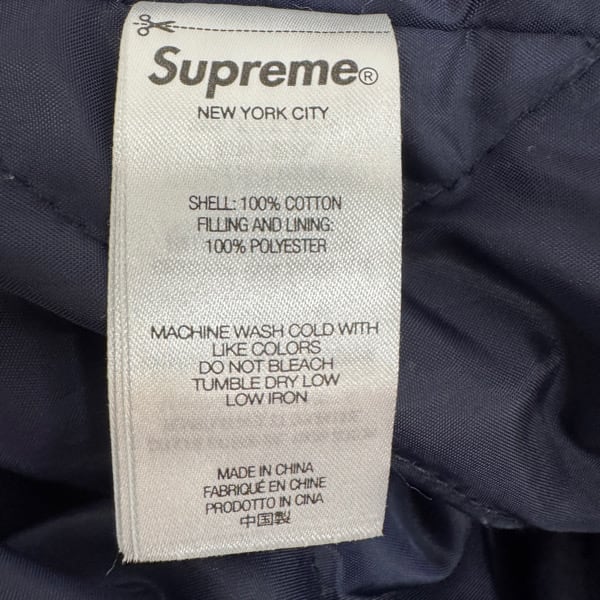 Supreme®
NEW YORK CITY
SHELL: 100% COTTON
FILLING AND LINING:
100% POLYESTER
MACHINE WASH COLD WITH
LIKE COLORS
DO NOT BLEACH
TUMBLE DRY LOW
LOW IRON
MADE IN CHINA
FABRIQUÉ EN CHINE
PRODOTTO IN CINA
中国製